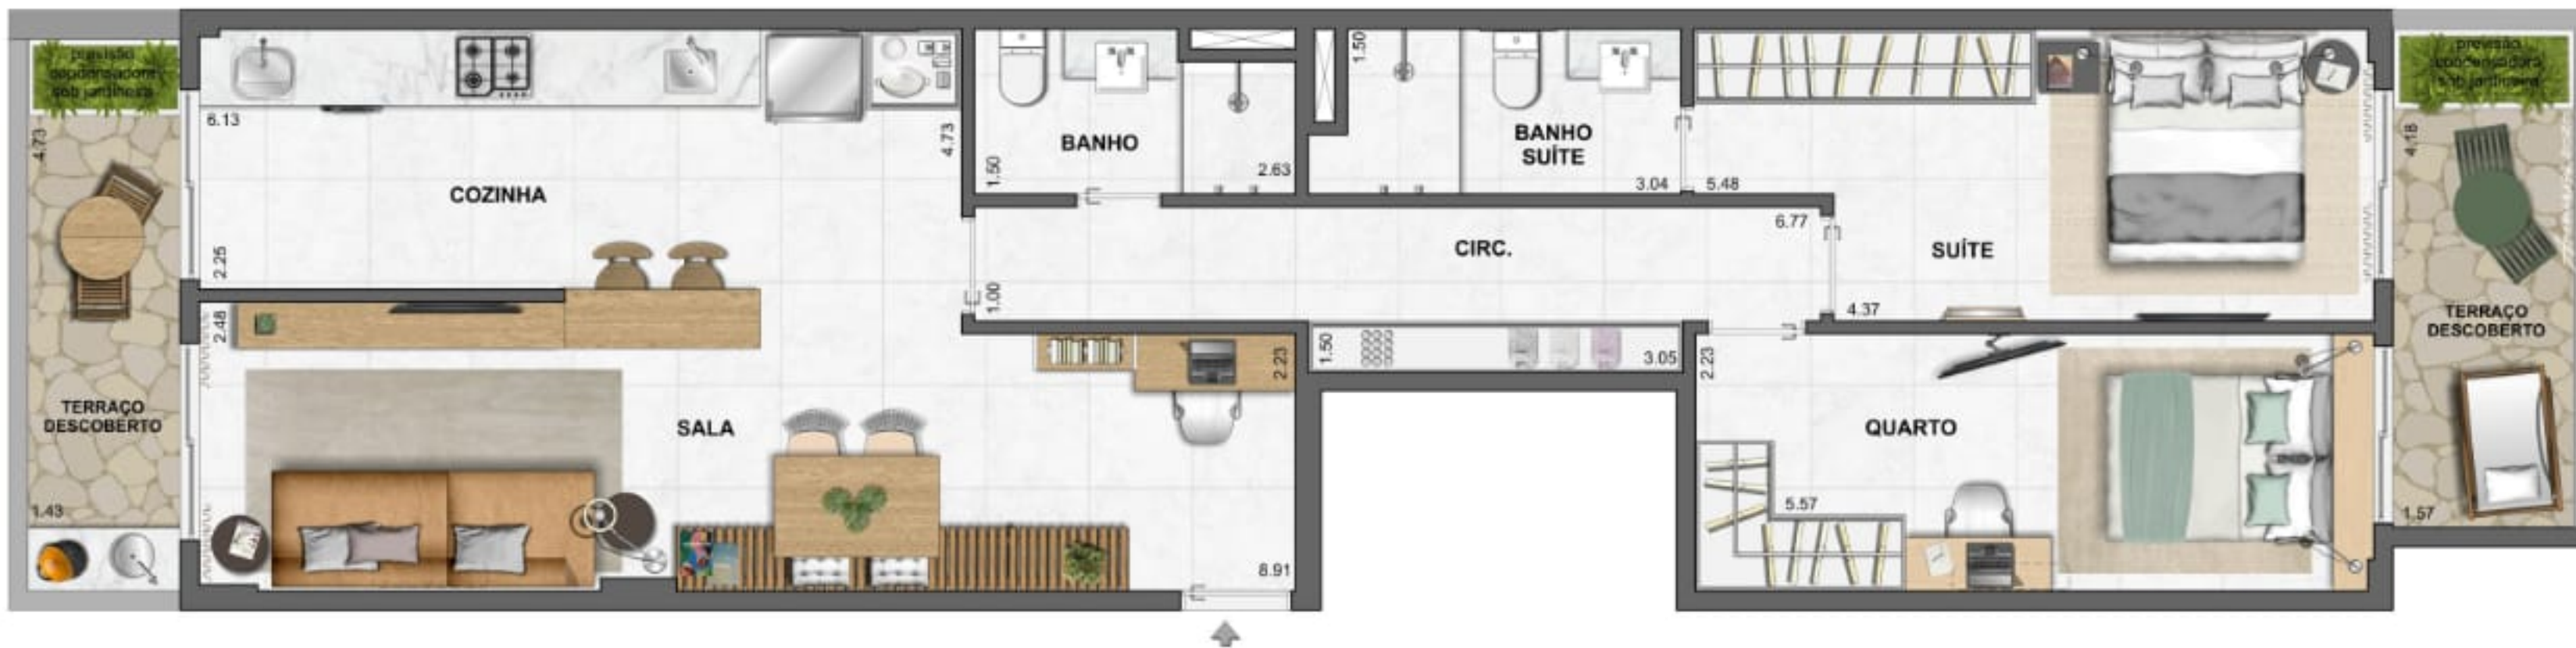 previsão
condensadora
sob jardineira
4.73
TERRAÇO
DESCOBERTO
1.43
6.13
4.73
COZINHA
2.25
2.48
SALA
2.23
8.91
BANHO
1.50
2.63
1.50
BANHO
SUÍTE
3.04
5.48
6.77
CIRC.
1.00
1.50
3.05
SUÍTE
4.37
2.23
QUARTO
5.57
previsão
condensadora
sob jardineira
4.18
TERRAÇO
DESCOBERTO
1.57